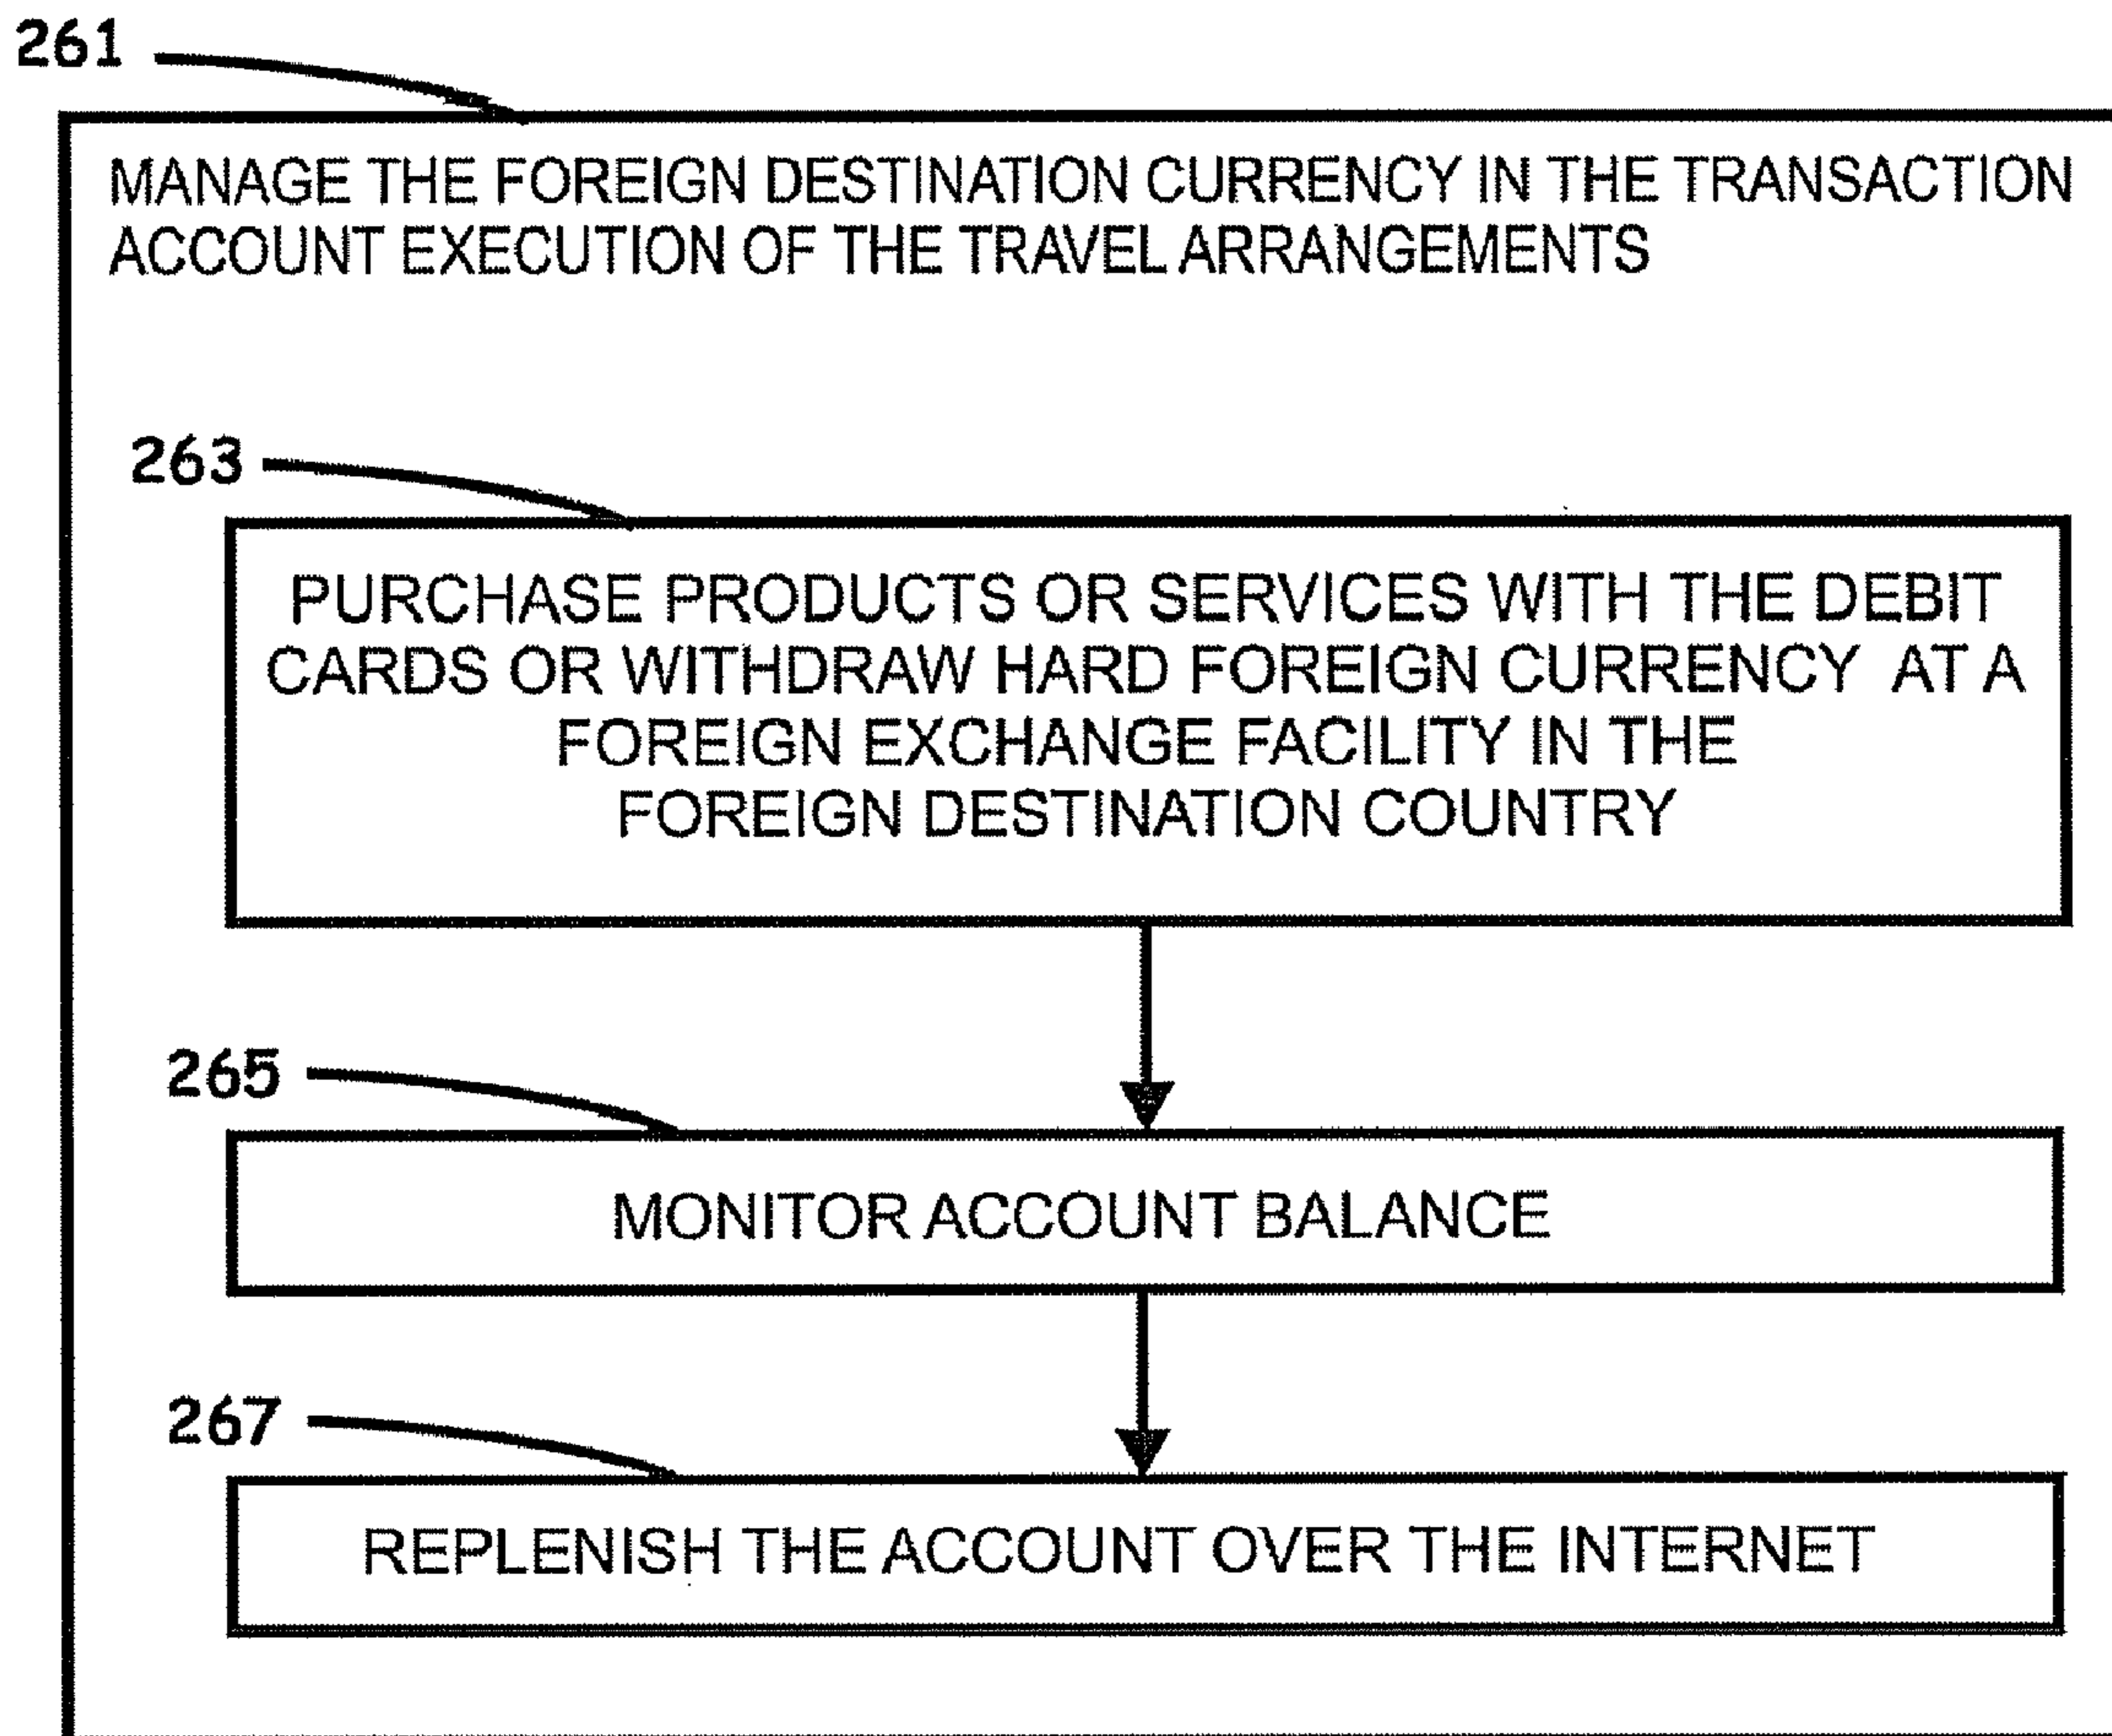 261
MANAGE THE FOREIGN DESTINATION CURRENCY IN THE TRANSACTION
ACCOUNT EXECUTION OF THE TRAVEL ARRANGEMENTS
263
PURCHASE PRODUCTS OR SERVICES WITH THE DEBIT
CARDS OR WITHDRAW HARD FOREIGN CURRENCY AT A
FOREIGN EXCHANGE FACILITY IN THE
FOREIGN DESTINATION COUNTRY
265
MONITOR ACCOUNT BALANCE
267
REPLENISH THE ACCOUNT OVER THE INTERNET